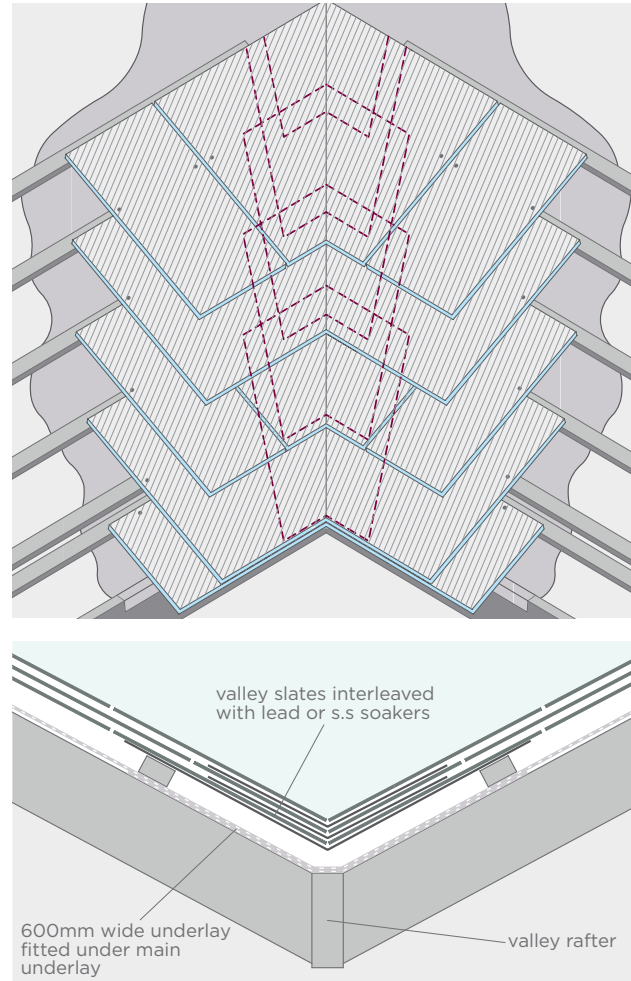 valley slates interleaved
with lead or s.s soakers
600mm wide underlay
fitted under main
underlay
valley rafter